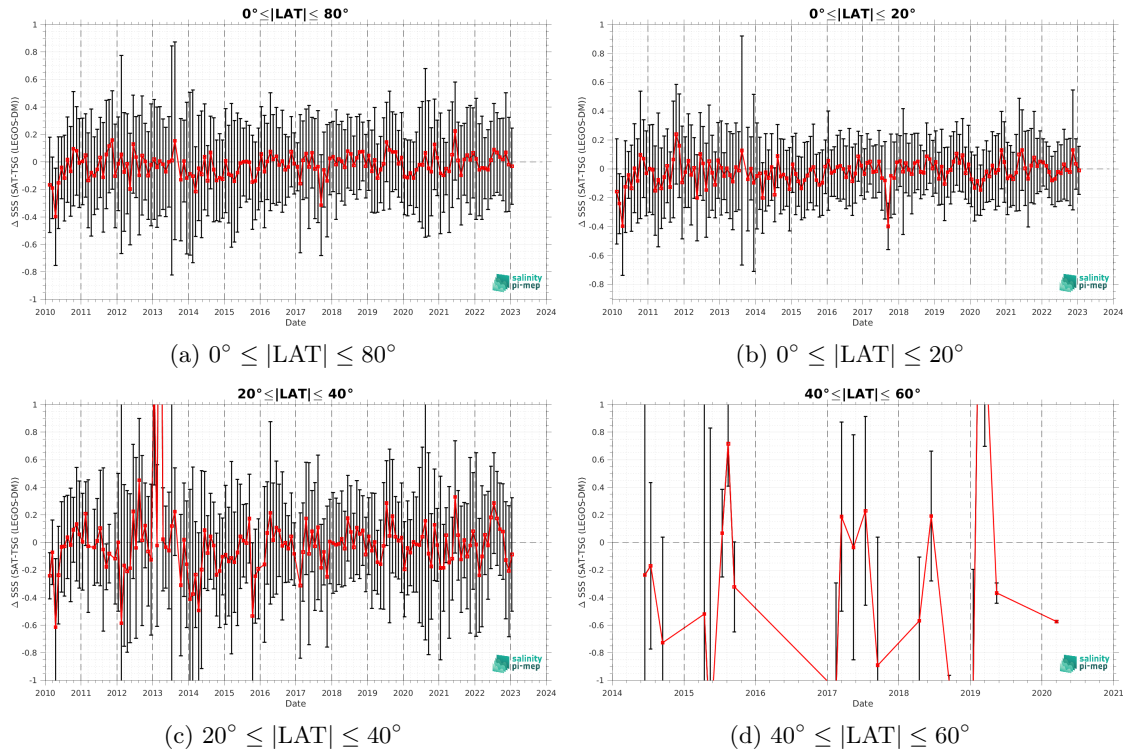 0°≤|LAT|≤ 80°
Δ SSS (SAT-TSG (LEGOS-DM))
1
0.8
0.6
0.4
0.2
0
-0.2
-0.4
-0.6
-0.8
-1
2010 2011 2012 2013 2014 2015 2016 2017 2018 2019 2020 2021 2022 2023 2024
Date
salinity
pi-mep
(a) 0° ≤ |LAT| ≤ 80°
0°≤|LAT|≤ 20°
Δ SSS (SAT-TSG (LEGOS-DM))
1
0.8
0.6
0.4
0.2
0
-0.2
-0.4
-0.6
-0.8
2010 2011 2012 2013 2014 2015 2016 2017 2018 2019 2020 2021 2022 2023 2024
Date
salinity
pi-mep
(b) 0° ≤ |LAT| ≤ 20°
20°≤|LAT|≤ 40°
Δ SSS (SAT-TSG (LEGOS-DM))
1
0.8
0.6
0.4
0.2
0
-0.2
-0.4
-0.6
-0.8
-1
2010 2011 2012 2013 2014 2015 2016 2017 2018 2019 2020 2021 2022 2023 2024
Date
salinity
pi-mep
(c) 20° ≤ |LAT| ≤ 40°
40°≤|LAT|≤ 60°
Δ SSS (SAT-TSG (LEGOS-DM))
1
0.8
0.6
0.4
0.2
0
-0.2
-0.4
-0.6
-0.8
-1
2014 2015 2016 2017 2018 2019 2020 2021
Date
salinity
pi-mep
(d) 40° ≤ |LAT| ≤ 60°